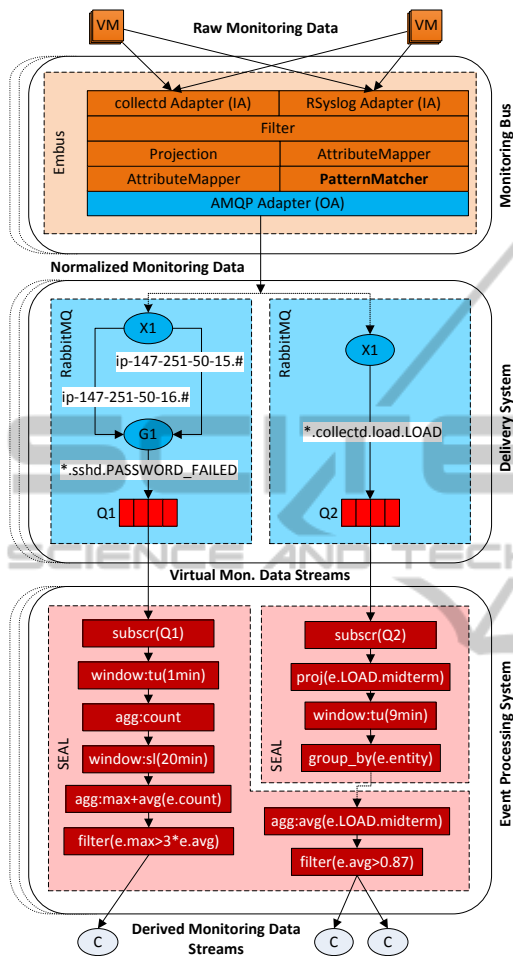 VM
Raw Monitoring Data
VM
Embus
collectd Adapter (IA)
RSyslog Adapter (IA)
Filter
Projection
AttributeMapper
AttributeMapper
PatternMatcher
AMQP Adapter (OA)
Monitoring Bus
Normalized Monitoring Data
RabbitMQ
X1
ip-147-251-50-15.#
ip-147-251-50-16.#
G1
*.sshd.PASSWORD_FAILED
Q1
RabbitMQ
X1
*.collectd.load.LOAD
Q2
Delivery System
SCITE
SCIENCE AND TECH
Virtual Mon. Data Streams
SEAL
subscr(Q1)
window:tu(1min)
agg:count
window:sl(20min)
agg:max+avg(e.count)
filter(e.max>3*e.avg)
SEAL
subscr(Q2)
proj(e.LOAD.midterm)
window:tu(9min)
group_by(e.entity)
agg:avg(e.LOAD.midterm)
filter(e.avg>0.87)
Event Processing System
C
C
C
Derived Monitoring Data
Streams